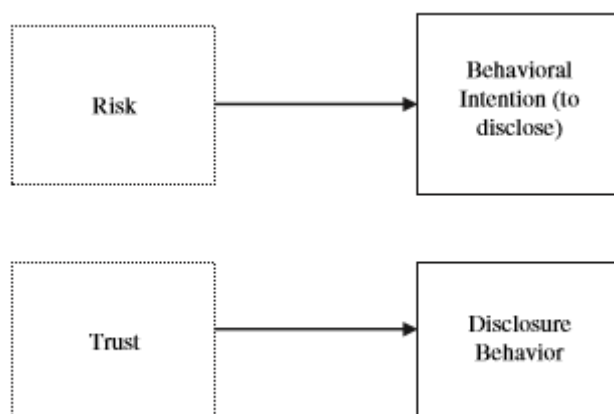 Risk
Behavioral
Intention (to
disclose)
Trust
Disclosure
Behavior